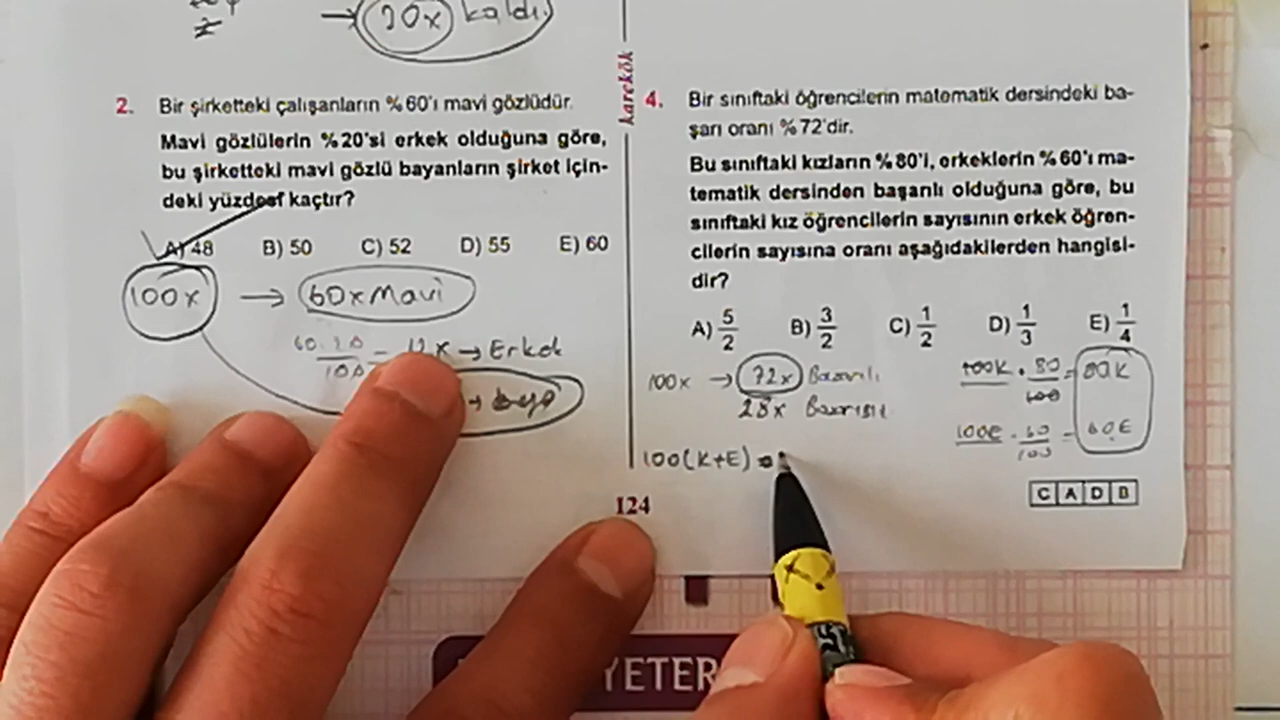 → 20x kaldı.
2. Bir şirketteki çalışanların %60'ı mavi gözlüdür.
Mavi gözlülerin %20'si erkek olduğuna göre,
bu şirketteki mavi gözlü bayanların şirket için-
deki yüzdesi kaçtır?
A) 48 B) 50 C) 52 D) 55 E) 60
100x → 60x Mavi
60.20/100 = 12x → Erkek
karekök
4. Bir sınıftaki öğrencilerin matematik dersindeki ba-
şarı oranı %72'dir.
Bu sınıftaki kızların %80'i, erkeklerin %60'ı ma-
tematik dersinden başarılı olduğuna göre, bu
sınıftaki kız öğrencilerin sayısının erkek öğren-
cilerin sayısına oranı aşağıdakilerden hangisi-
dir?
A) 5/2 B) 3/2 C) 1/2 D) 1/3 E) 1/4
100x → 72x Başarılı
28x Başarısız
100K . 80/100 = 80K
100E . 60/100 = 60E
100(K+E) =
C A D B
124
YETER